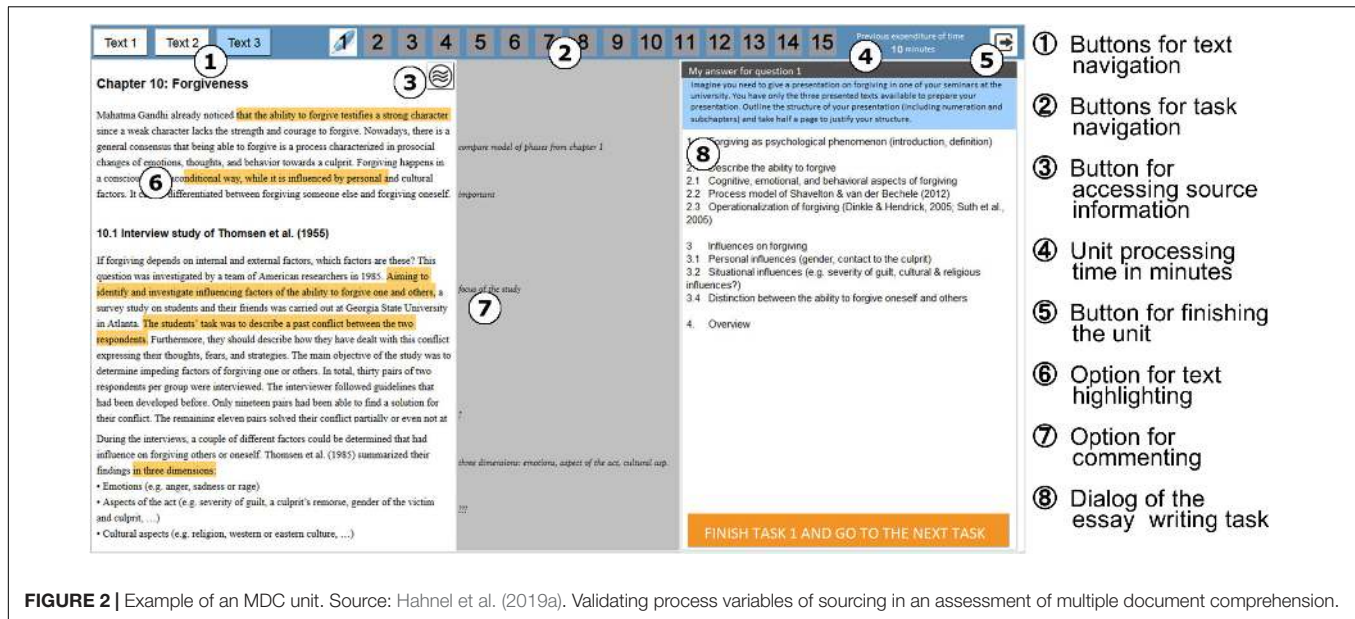 Text 1 Text 2 Text 3 1 2 3 4 5 6 7 8 9 10 11 12 13 14 15 Previous expenditure of time
10 minutes
1
2
3
4
5
Chapter 10: Forgiveness
Mahatma Gandhi already noticed that the ability to forgive testifies a strong character
since a weak character lacks the strength and courage to forgive. Nowadays, there is a
general consensus that being able to forgive is a process characterized in prosocial
changes of emotions, thoughts, and behavior towards a culprit. Forgiving happens in
a conscious conditional way, while it is influenced by personal and cultural
factors. It differentiated between forgiving someone else and forgiving oneself.
6
10.1 Interview study of Thomsen et al. (1955)
If forgiving depends on internal and external factors, which factors are these? This
question was investigated by a team of American researchers in 1985. Aiming to
identify and investigate influencing factors of the ability to forgive one and others, a
survey study on students and their friends was carried out at Georgia State University
in Atlanta. The students' task was to describe a past conflict between the two
respondents. Furthermore, they should describe how they have dealt with this conflict
expressing their thoughts, fears, and strategies. The main objective of the study was to
determine impeding factors of forgiving one or others. In total, thirty pairs of two
respondents per group were interviewed. The interviewer followed guidelines that
had been developed before. Only nineteen pairs had been able to find a solution for
their conflict. The remaining eleven pairs solved their conflict partially or even not at
During the interviews, a couple of different factors could be determined that had
influence on forgiving others or oneself. Thomsen et al. (1985) summarized their
findings in three dimensions:
• Emotions (e.g. anger, sadness or rage)
• Aspects of the act (e.g. severity of guilt, a culprit's remorse, gender of the victim
and culprit, …)
• Cultural aspects (e.g. religion, western or eastern culture, …)
compare model of phases from chapter 1
important
focus of the study
7
?
three dimensions: emotions, aspect of the act, cultural asp.
!!!
My answer for question 1
Imagine you need to give a presentation on forgiving in one of your seminars at the
university. You have only the three presented texts available to prepare your
presentation. Outline the structure of your presentation (including numeration and
subchapters) and take half a page to justify your structure.
1 Forgiving as psychological phenomenon (introduction, definition)
8
2 Describe the ability to forgive
2.1 Cognitive, emotional, and behavioral aspects of forgiving
2.2 Process model of Shavelton & van der Bechele (2012)
2.3 Operationalization of forgiving (Dinkle & Hendrick, 2005; Suth et al.,
2005)
3 Influences on forgiving
3.1 Personal influences (gender, contact to the culprit)
3.2 Situational influences (e.g. severity of guilt, cultural & religious
influences?)
3.4 Distinction between the ability to forgive oneself and others
4. Overview
FINISH TASK 1 AND GO TO THE NEXT TASK
① Buttons for text
navigation
② Buttons for task
navigation
③ Button for
accessing source
information
④ Unit processing
time in minutes
⑤ Button for finishing
the unit
⑥ Option for text
highlighting
⑦ Option for
commenting
⑧ Dialog of the
essay writing task
FIGURE 2 | Example of an MDC unit. Source: Hahnel et al. (2019a). Validating process variables of sourcing in an assessment of multiple document comprehension.